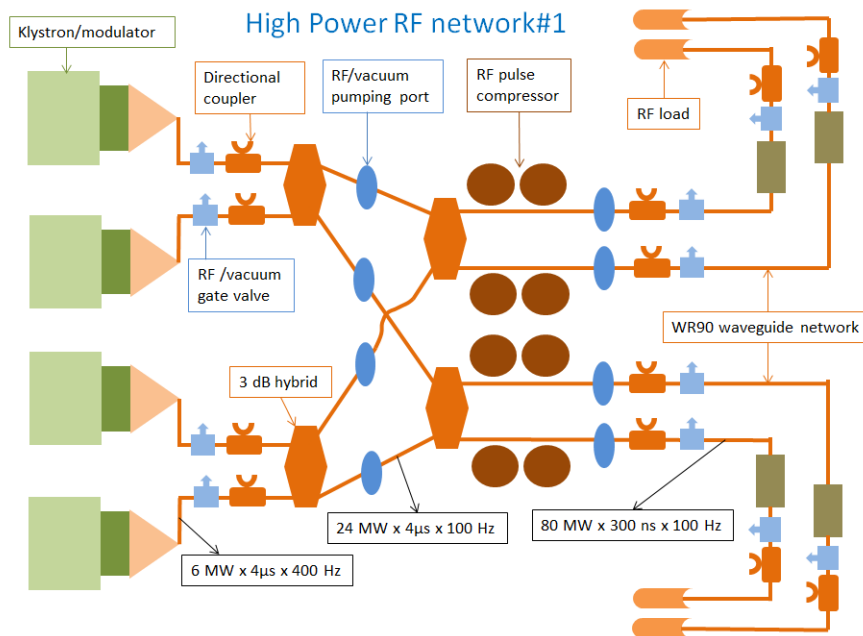 High Power RF network#1
Klystron/modulator
Directional
coupler
RF/vacuum
pumping port
RF pulse
compressor
RF load
RF /vacuum
gate valve
WR90 waveguide network
3 dB hybrid
24 MW x 4µs x 100 Hz
80 MW x 300 ns x 100 Hz
6 MW x 4µs x 400 Hz